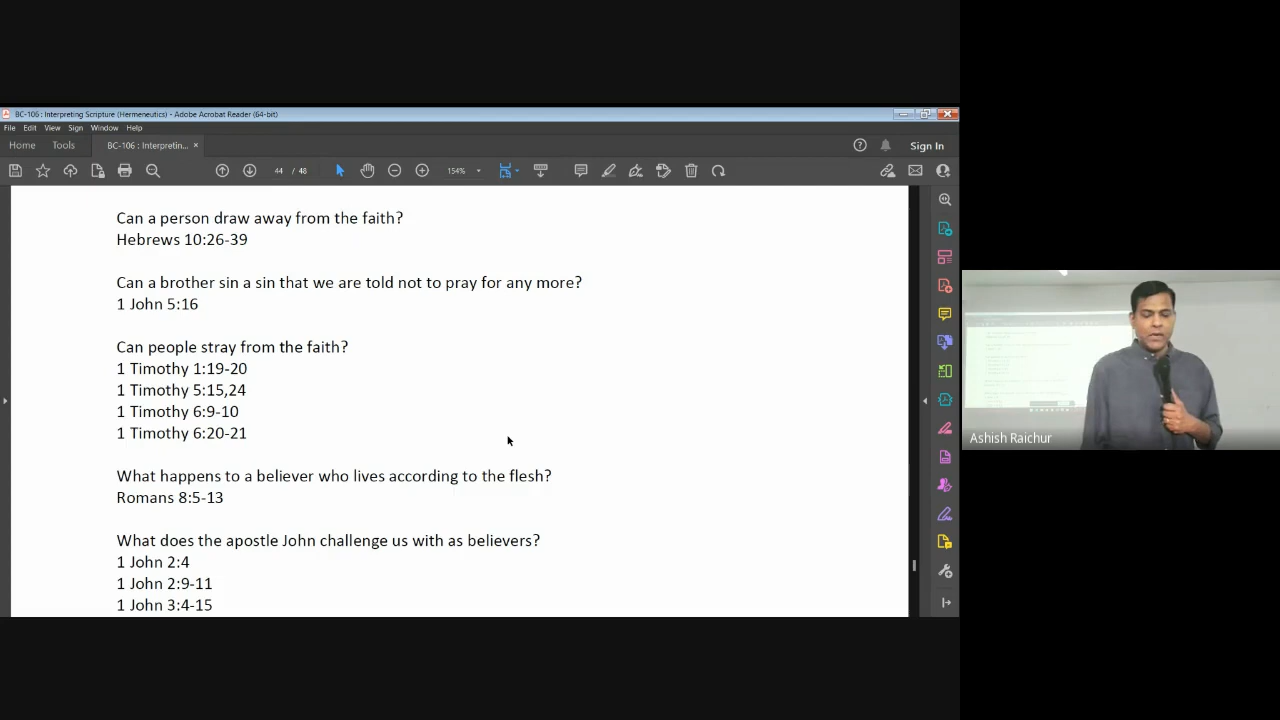 BC-106 : Interpreting Scripture (Hermeneutics) - Adobe Acrobat Reader (64-bit)
File Edit View Sign Window Help
Home Tools BC-106 : Interpretin... × Sign In
44 / 48 154%
Can a person draw away from the faith?
Hebrews 10:26-39
Can a brother sin a sin that we are told not to pray for any more?
1 John 5:16
Can people stray from the faith?
1 Timothy 1:19-20
1 Timothy 5:15,24
1 Timothy 6:9-10
1 Timothy 6:20-21
What happens to a believer who lives according to the flesh?
Romans 8:5-13
What does the apostle John challenge us with as believers?
1 John 2:4
1 John 2:9-11
1 John 3:4-15
Ashish Raichur